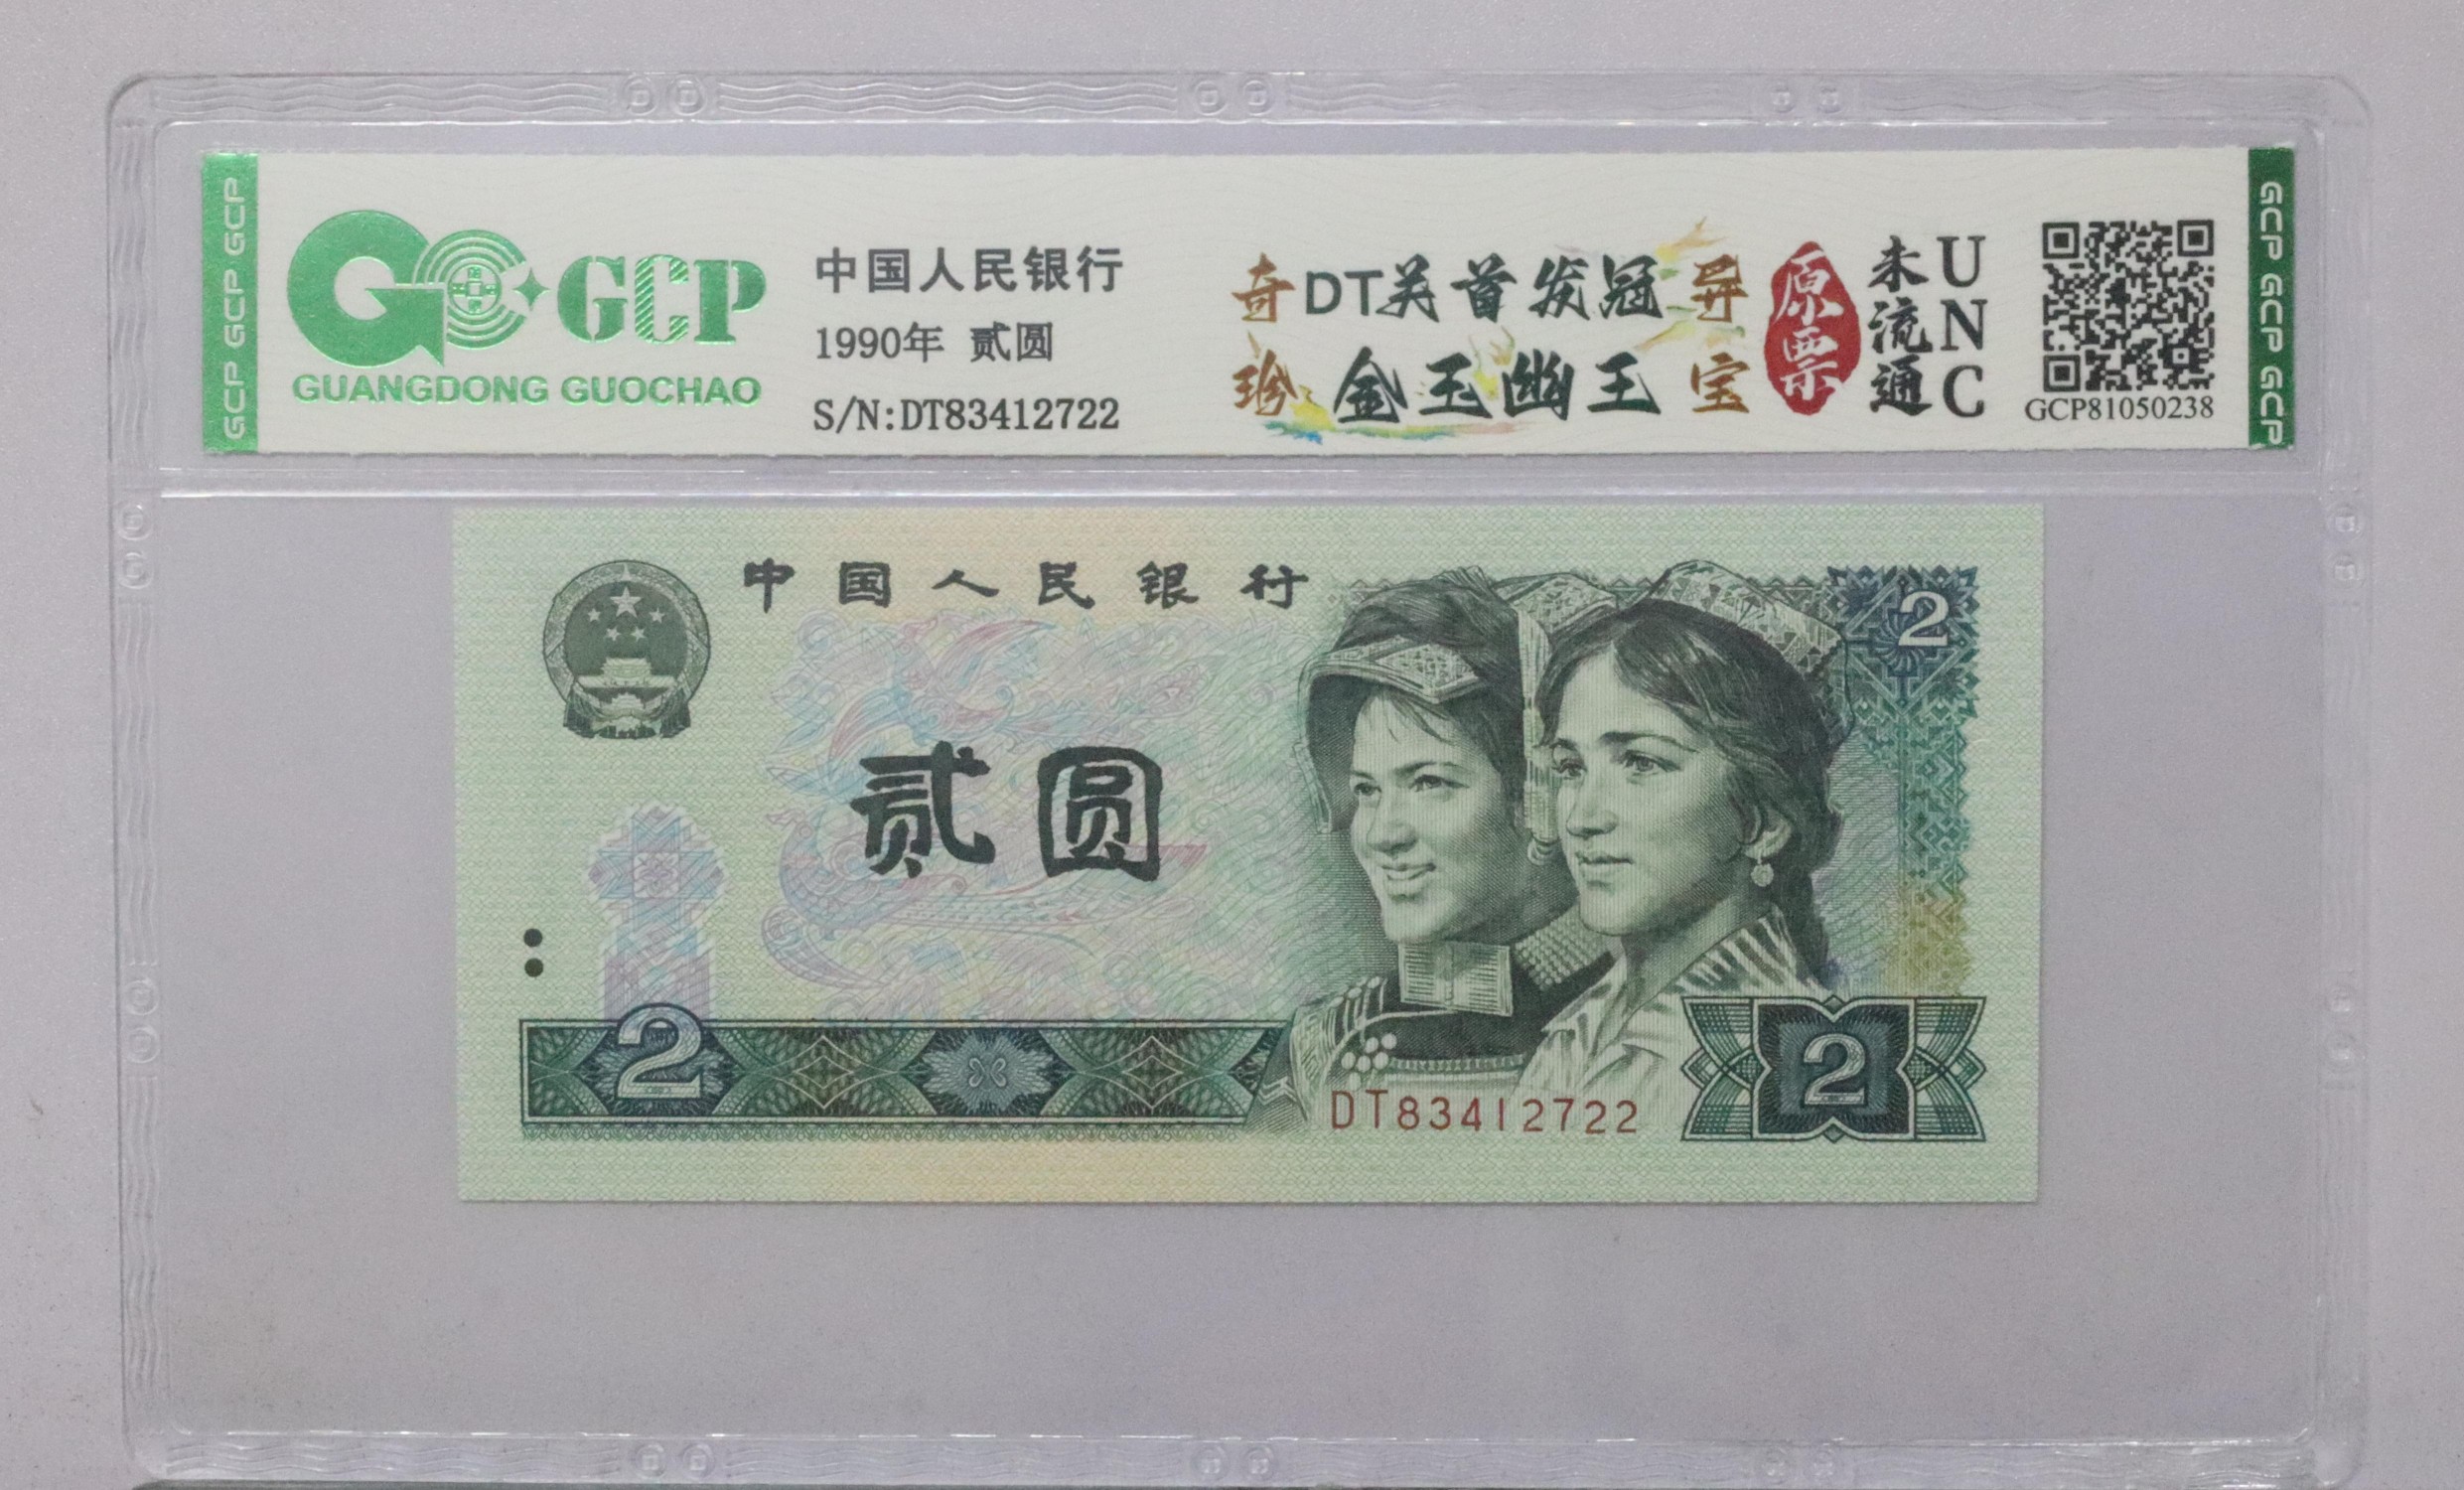 GCP GCP GCP
GCP
GUANGDONG GUOCHAO
中国人民银行
1990年 贰圆
S/N:DT83412722
奇 DT关首发冠 异
珍 金玉幽王 宝
原票
未流通
UNC
GCP81050238
GCP GCP GCP
中国人民银行
2
贰圆
2
2
DT83412722